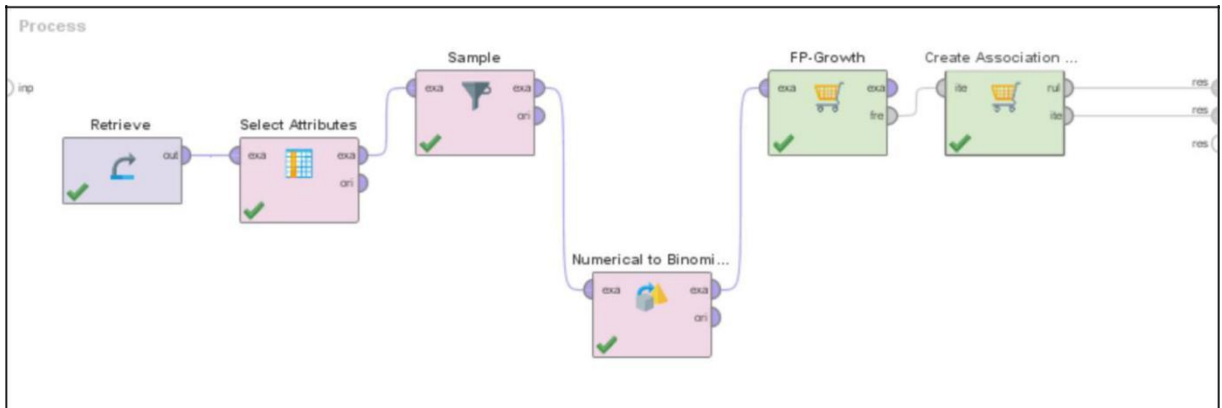 Process
inp
Retrieve
out
Select Attributes
exa exa
ori
Sample
exa exa
ori
Numerical to Binomi...
exa exa
ori
FP-Growth
exa exa
fre
Create Association ...
ite rul
ite
res
res
res